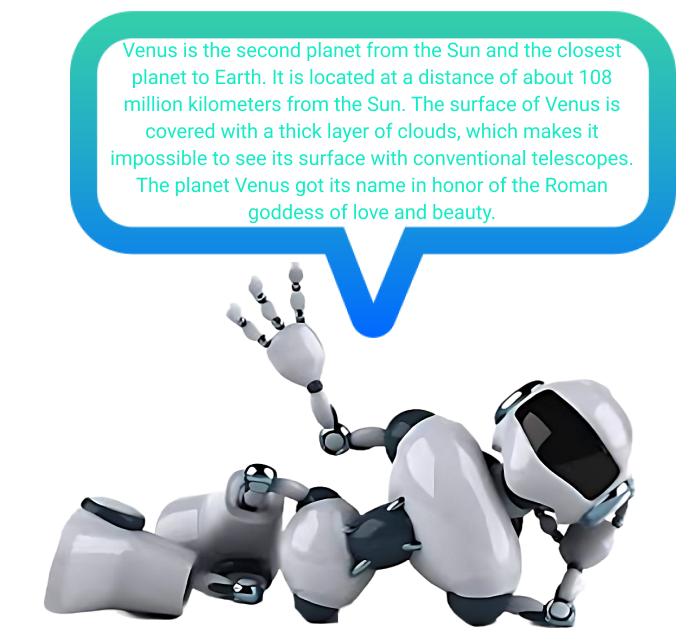 Venus is the second planet from the Sun and the closest
planet to Earth. It is located at a distance of about 108
million kilometers from the Sun. The surface of Venus is
covered with a thick layer of clouds, which makes it
impossible to see its surface with conventional telescopes.
The planet Venus got its name in honor of the Roman
goddess of love and beauty.